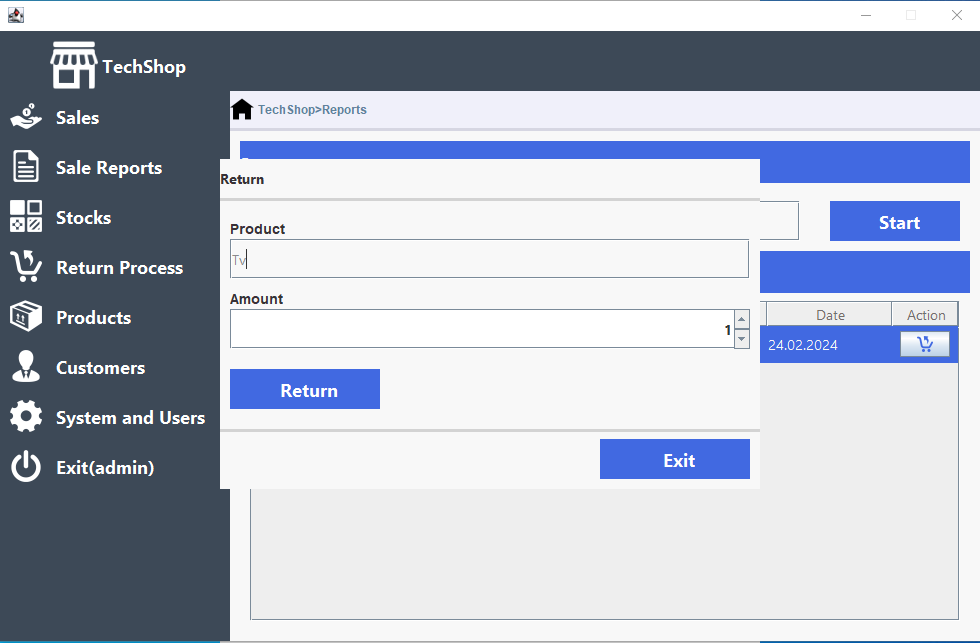 TechShop
Sales
Sale Reports
Stocks
Return Process
Products
Customers
System and Users
Exit(admin)
TechShop>Reports
Start
Date
Action
24.02.2024
Return
Product
Tv
Amount
1
Return
Exit